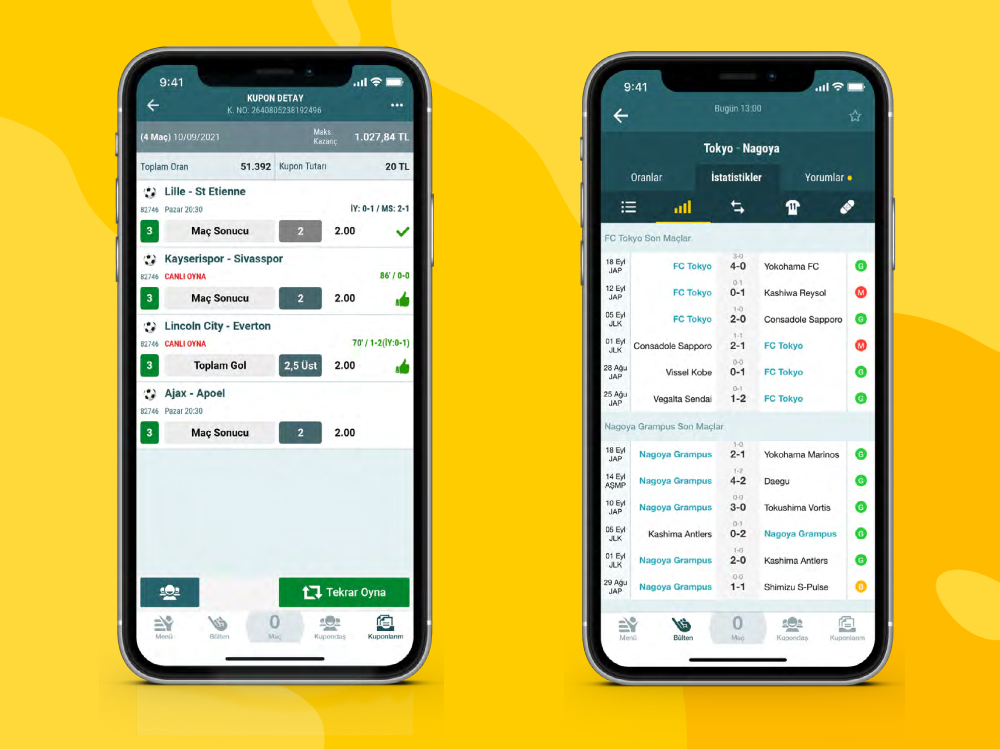 9:41
KUPON DETAY
K. NO: 2640805238192496
(4 Maç) 10/09/2021 Maks. Kazanç 1.027,84 TL
Toplam Oran 51.392 Kupon Tutarı 20 TL
Lille - St Etienne
82746 Pazar 20:30 İY: 0-1 / MS: 2-1
3 Maç Sonucu 2 2.00
Kayserispor - Sivasspor
82746 CANLI OYNA 86' / 0-0
3 Maç Sonucu 2 2.00
Lincoln City - Everton
82746 CANLI OYNA 70' / 1-2(İY:0-1)
3 Toplam Gol 2,5 Üst 2.00
Ajax - Apoel
82746 Pazar 20:30
3 Maç Sonucu 2 2.00
Tekrar Oyna
0
Menü Bülten Maç Kupondaş Kuponlarım
9:41
Bugün 13:00
Tokyo - Nagoya
Oranlar İstatistikler Yorumlar
11
FC Tokyo Son Maçlar
3-0
18 Eyl JAP FC Tokyo 4-0 Yokohama FC G
0-1
12 Eyl JAP FC Tokyo 0-1 Kashiwa Reysol M
1-0
05 Eyl JLK FC Tokyo 2-0 Consadole Sapporo G
1-1
01 Eyl JLK Consadole Sapporo 2-1 FC Tokyo M
0-0
28 Ağu JAP Vissel Kobe 0-1 FC Tokyo G
0-1
25 Ağu JAP Vegalta Sendai 1-2 FC Tokyo G
Nagoya Grampus Son Maçlar
1-0
18 Eyl JAP Nagoya Grampus 2-1 Yokohama Marinos G
1-2
14 Eyl AŞMP Nagoya Grampus 4-2 Daegu G
0-0
10 Eyl JAP Nagoya Grampus 3-0 Tokushima Vortis G
0-1
05 Eyl JLK Kashima Antlers 0-2 Nagoya Grampus G
1-0
01 Eyl JLK Nagoya Grampus 2-0 Kashima Antlers G
0-0
29 Ağu JAP Nagoya Grampus 1-1 Shimizu S-Pulse B
0
Menü Bülten Maç Kupondaş Kuponlarım